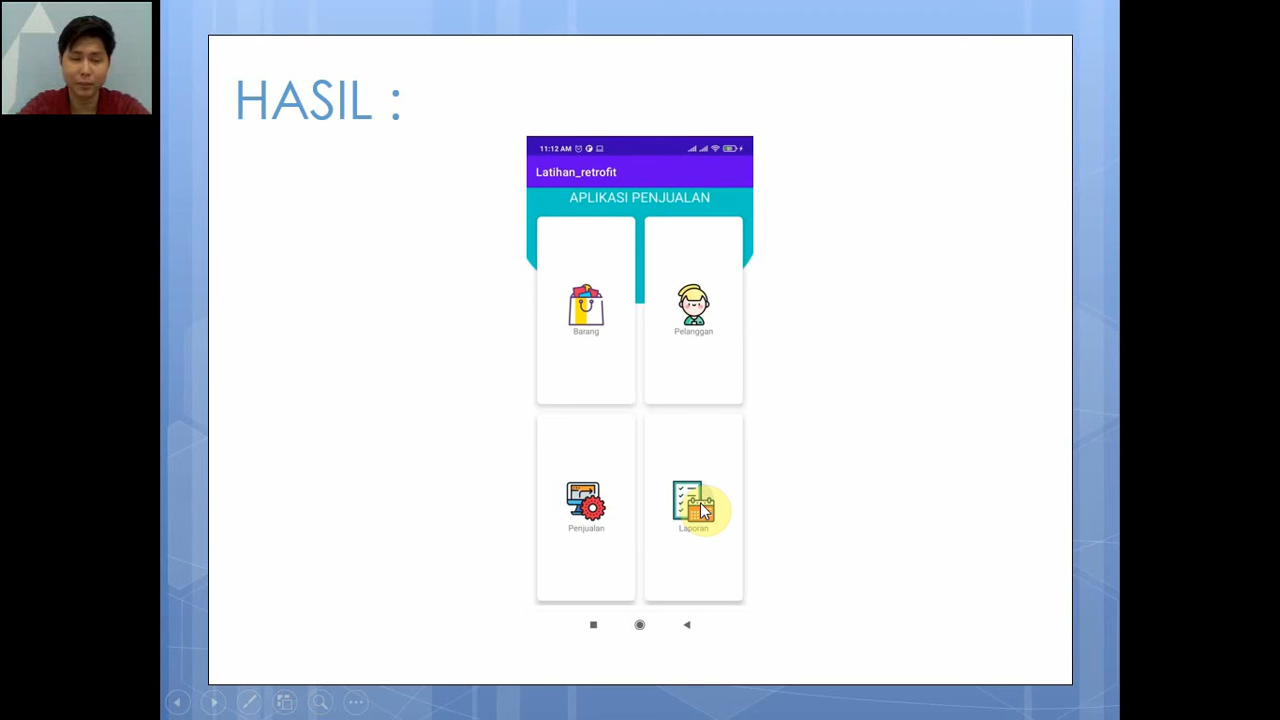 HASIL :
11:12 AM
Latihan_retrofit
APLIKASI PENJUALAN
Barang
Pelanggan
Penjualan
Laporan